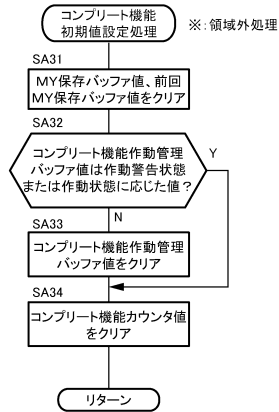 コンプリート機能
初期値設定処理
※:領域外処理
SA31
MY保存バッファ値、前回
MY保存バッファ値をクリア
SA32
コンプリート機能作動管理
バッファ値は作動警告状態
または作動状態に応じた値?
Y
N
SA33
コンプリート機能作動管理
バッファ値をクリア
SA34
コンプリート機能カウンタ値
をクリア
リターン